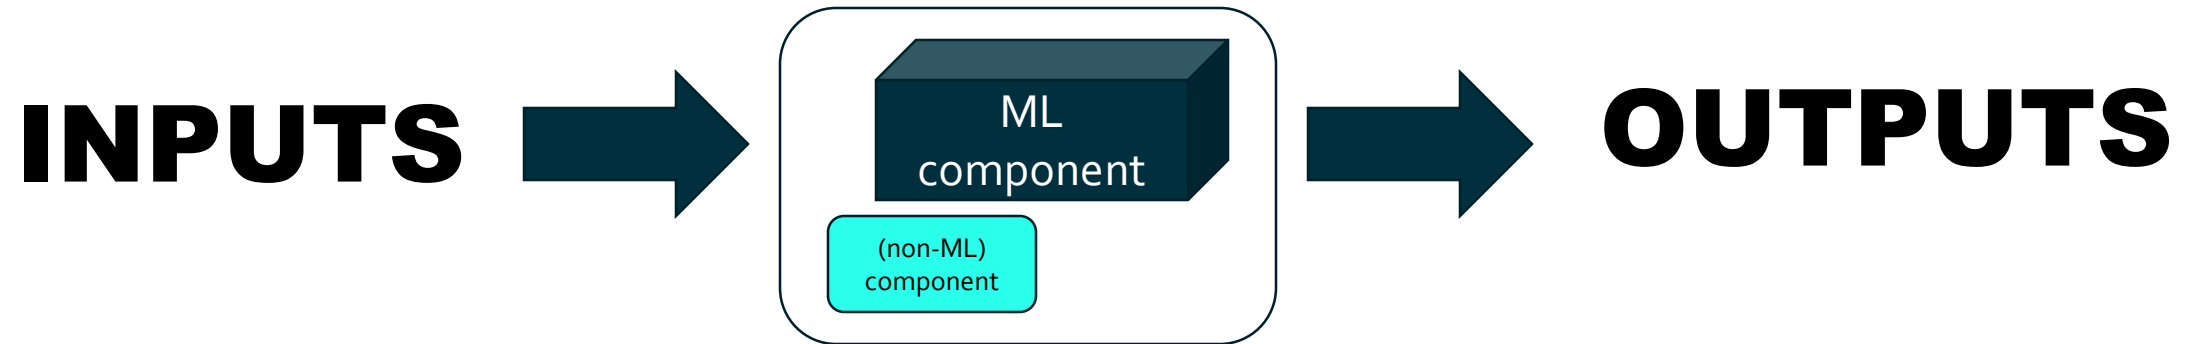 INPUTS
ML
component
(non-ML)
component
OUTPUTS